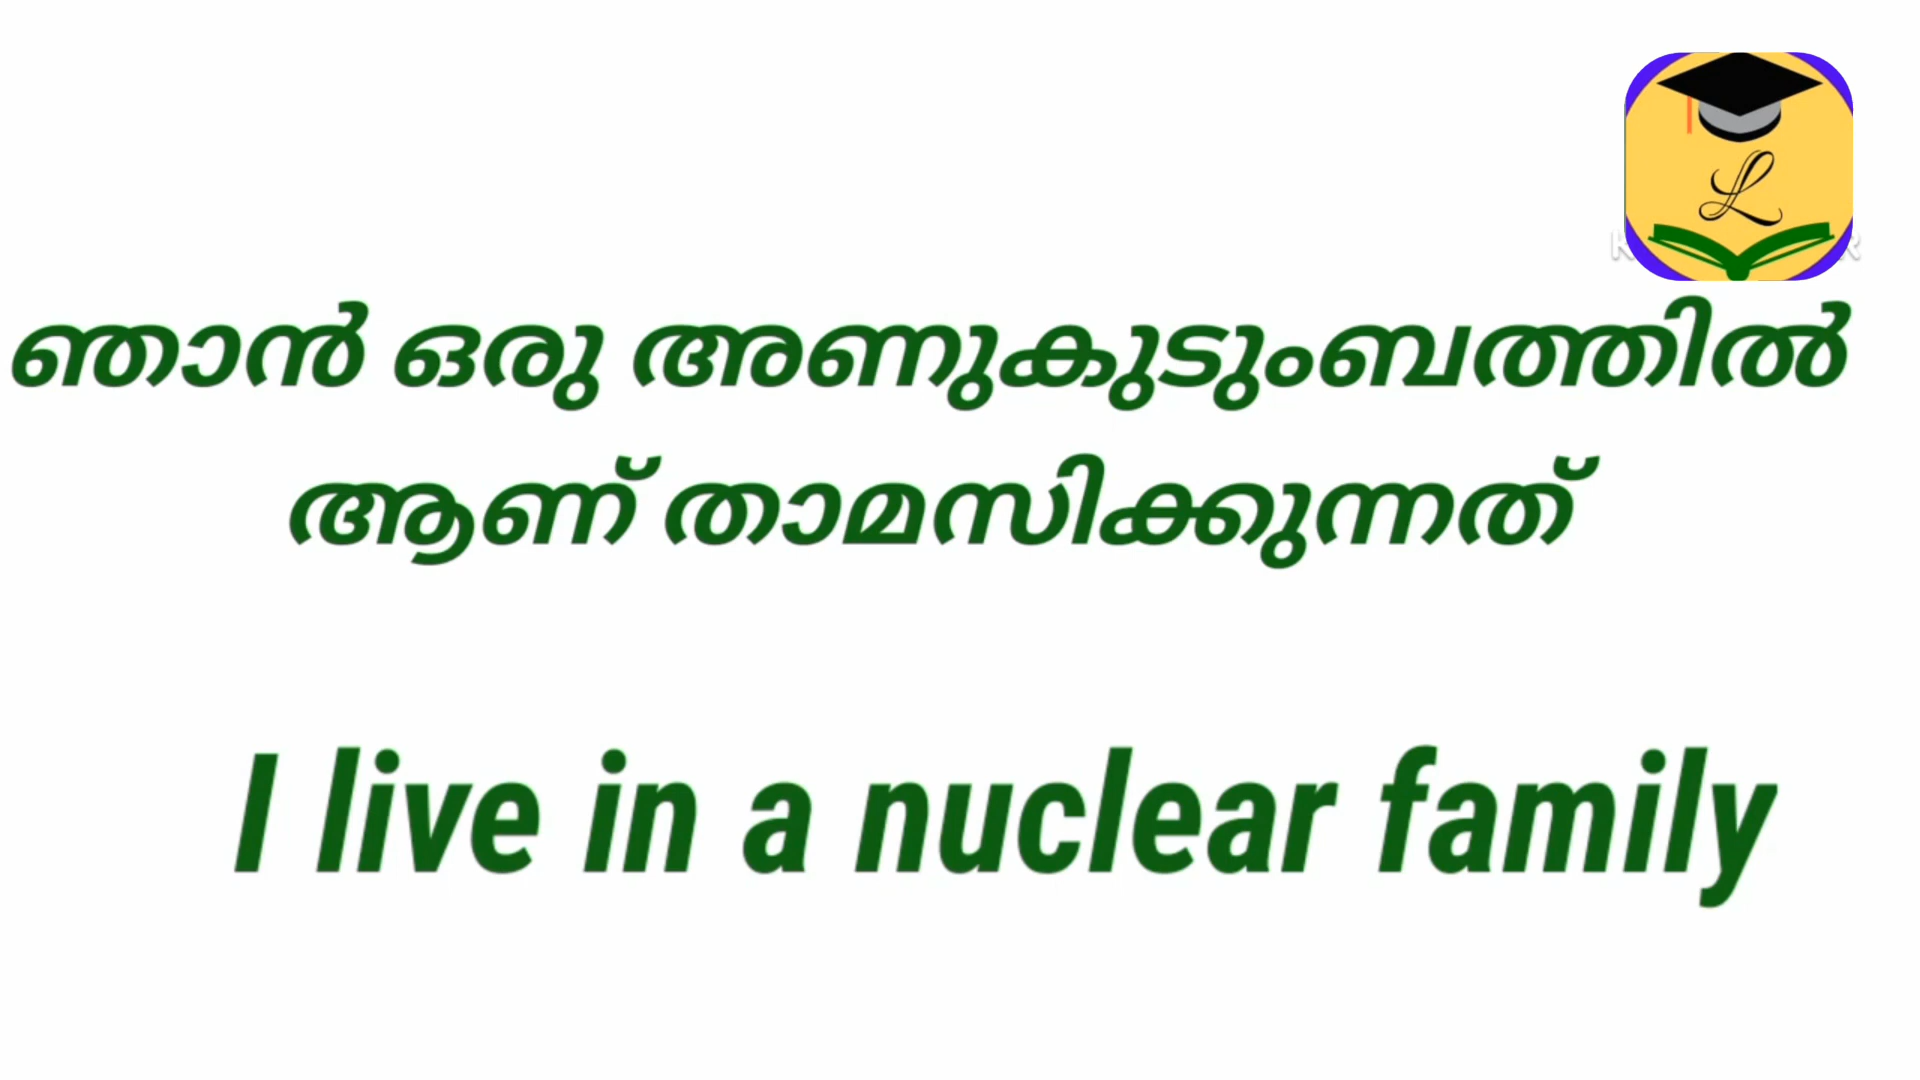 L
ഞാൻ ഒരു അണുകുടുംബത്തിൽ
ആണ് താമസിക്കുന്നത്
I live in a nuclear family